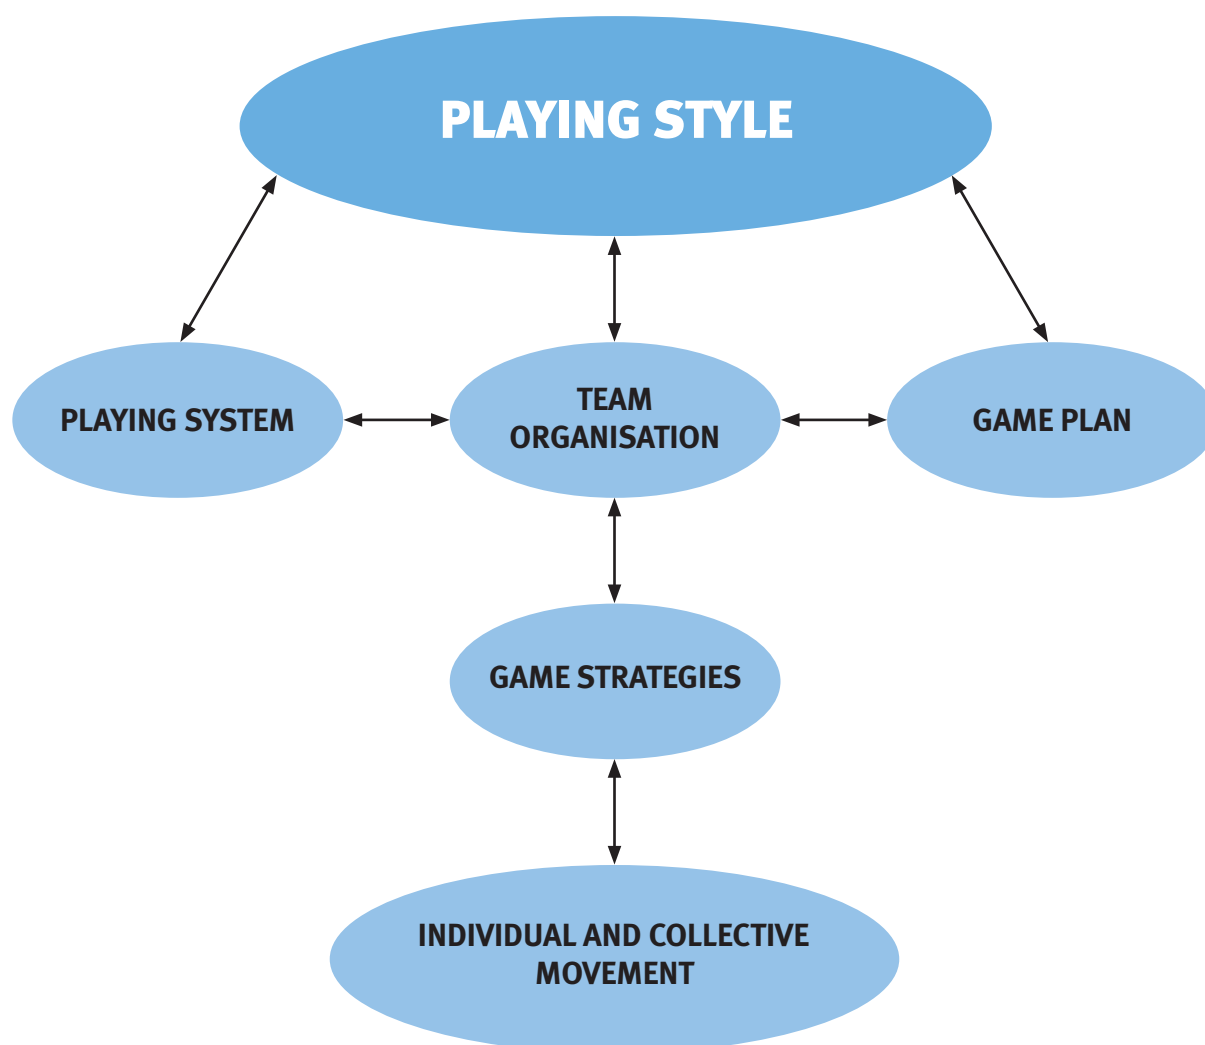 PLAYING STYLE
PLAYING SYSTEM
TEAM
ORGANISATION
GAME PLAN
GAME STRATEGIES
INDIVIDUAL AND COLLECTIVE
MOVEMENT